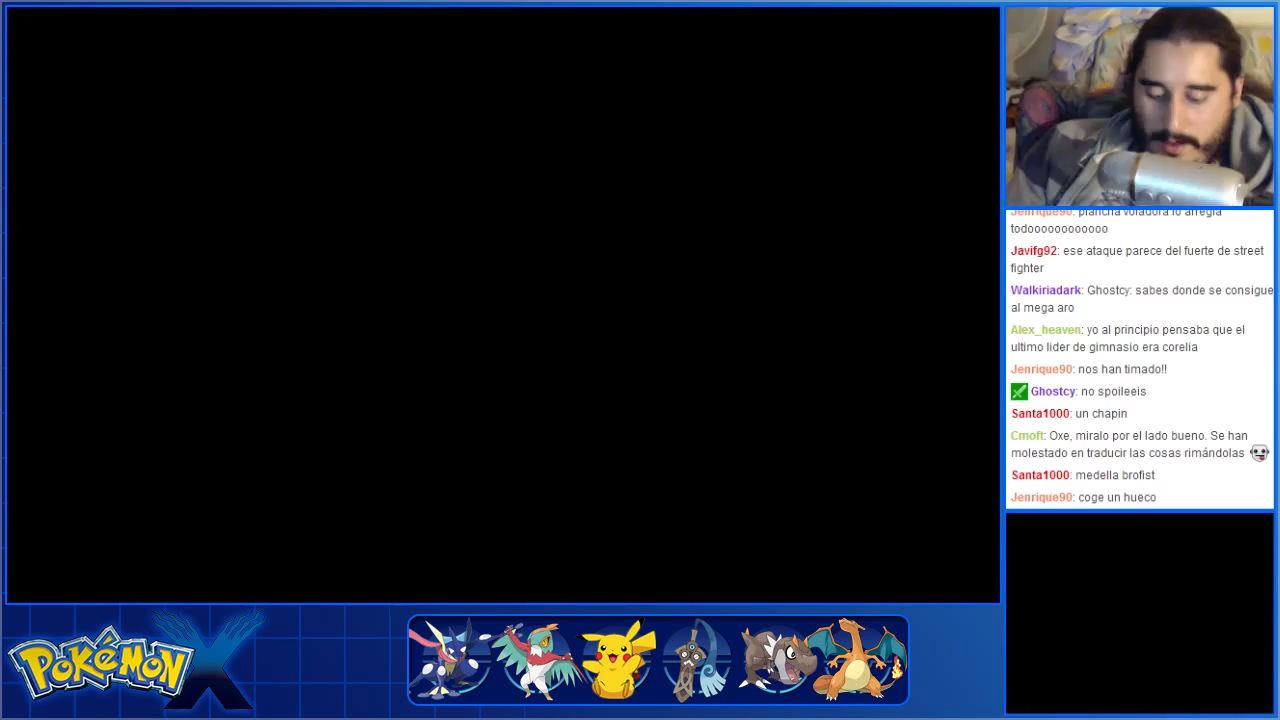 Jenrique90: plancha voladora lo arregla
todoooooooooooo
Javifg92: ese ataque parece del fuerte de street
fighter
Walkiriadark: Ghostcy: sabes donde se consigue
al mega aro
Alex_heaven: yo al principio pensaba que el
ultimo lider de gimnasio era corelia
Jenrique90: nos han timado!!
Ghostcy: no spoileeis
Santa1000: un chapin
Cmoft: Oxe, miralo por el lado bueno. Se han
molestado en traducir las cosas rimándolas
Santa1000: medella brofist
Jenrique90: coge un hueco
POKéMON X